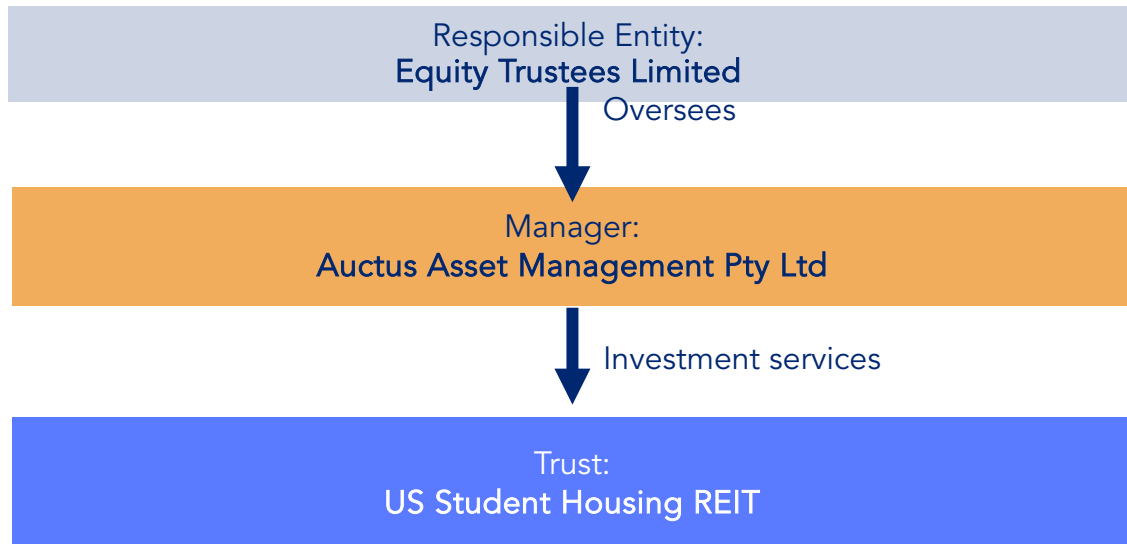 Responsible Entity:
Equity Trustees Limited
Oversees
Manager:
Auctus Asset Management Pty Ltd
Investment services
Trust:
US Student Housing REIT